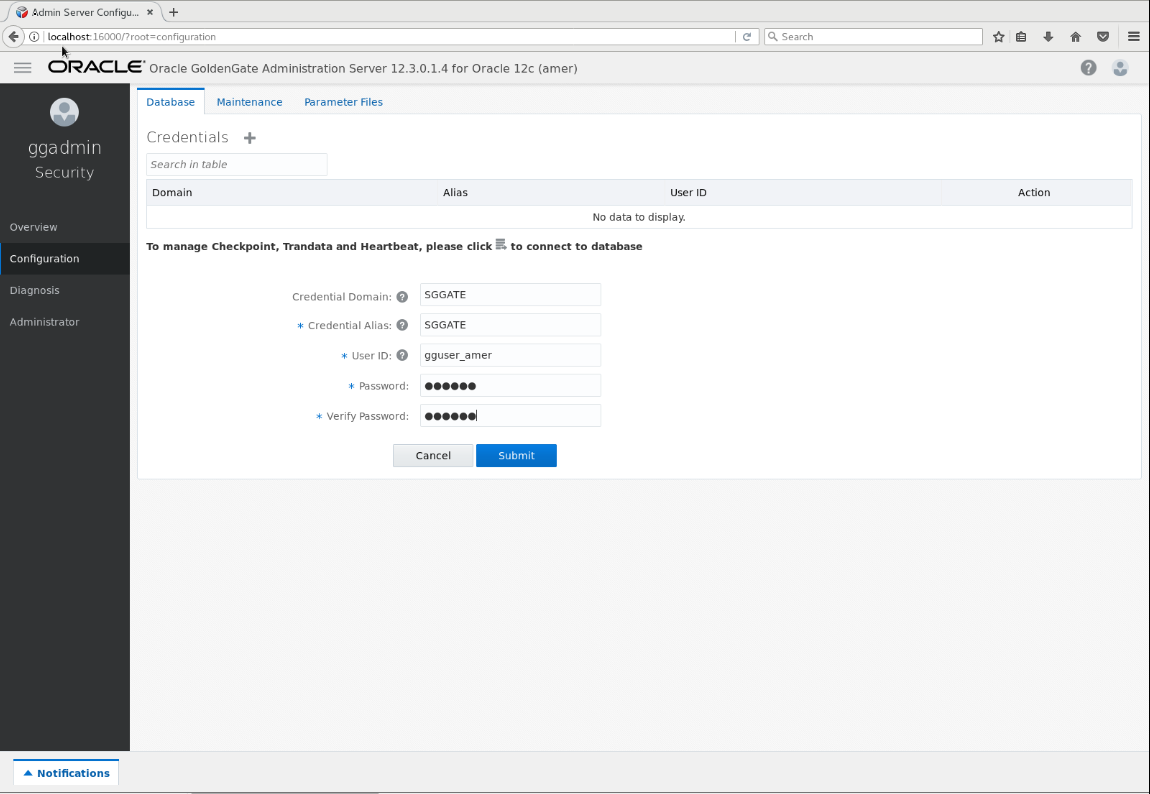 Admin Server Configu...
localhost:16000/?root=configuration
Search
ORACLE Oracle GoldenGate Administration Server 12.3.0.1.4 for Oracle 12c (amer)
ggadmin
Security
Overview
Configuration
Diagnosis
Administrator
Database Maintenance Parameter Files
Credentials
Search in table
Domain Alias User ID Action
No data to display.
To manage Checkpoint, Trandata and Heartbeat, please click to connect to database
Credential Domain: SGGATE
* Credential Alias: SGGATE
* User ID: gguser_amer
* Password: ●●●●●●
* Verify Password: ●●●●●●
Cancel Submit
Notifications